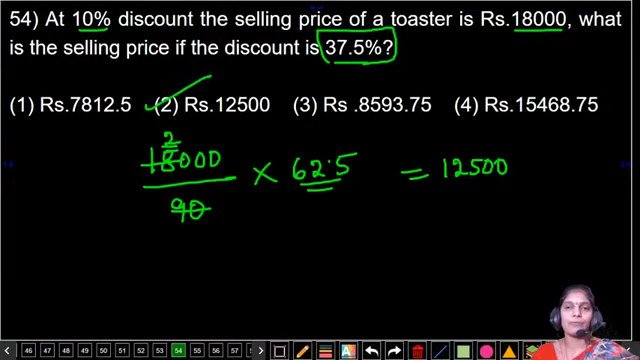 54) At 10% discount the selling price of a toaster is Rs.18000, what
is the selling price if the discount is 37.5%?
(1) Rs.7812.5 (2) Rs.12500 (3) Rs .8593.75 (4) Rs.15468.75
2
18000
90
× 62.5 = 12500
46 47 48 49 50 51 52 53 54 55 56 57 58